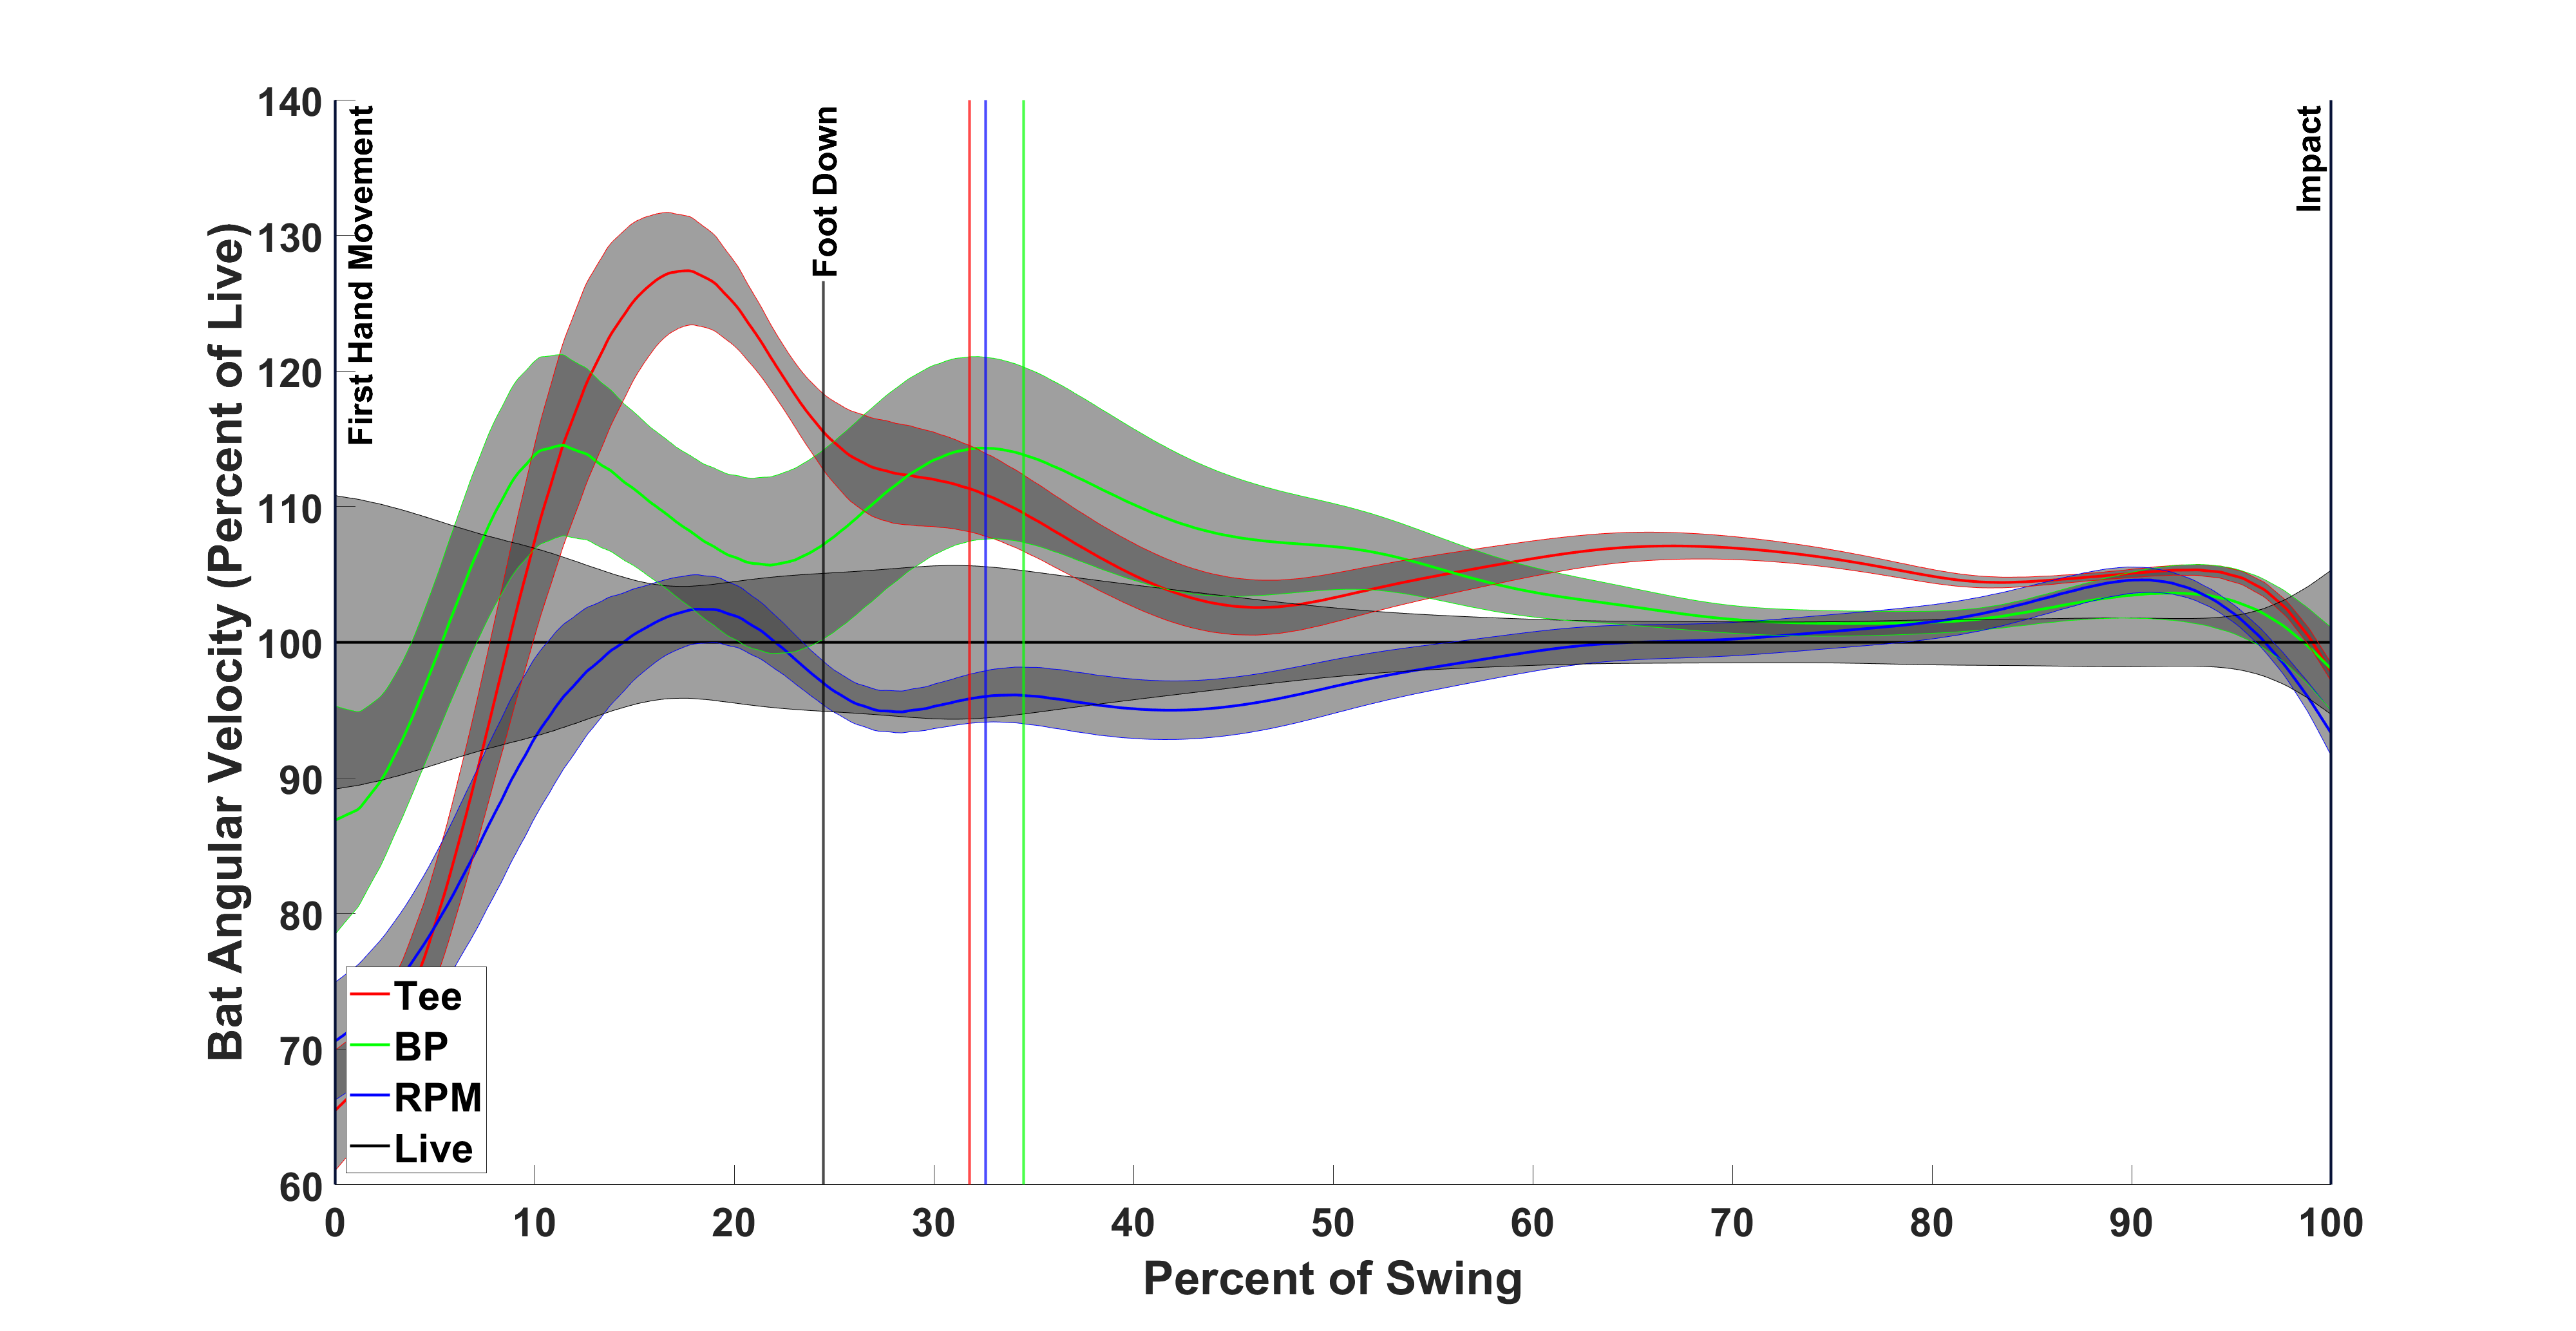 Bat Angular Velocity (Percent of Live)
140
130
120
110
100
90
80
70
60
First Hand Movement
Foot Down
Impact
Tee
BP
RPM
Live
0 10 20 30 40 50 60 70 80 90 100
Percent of Swing